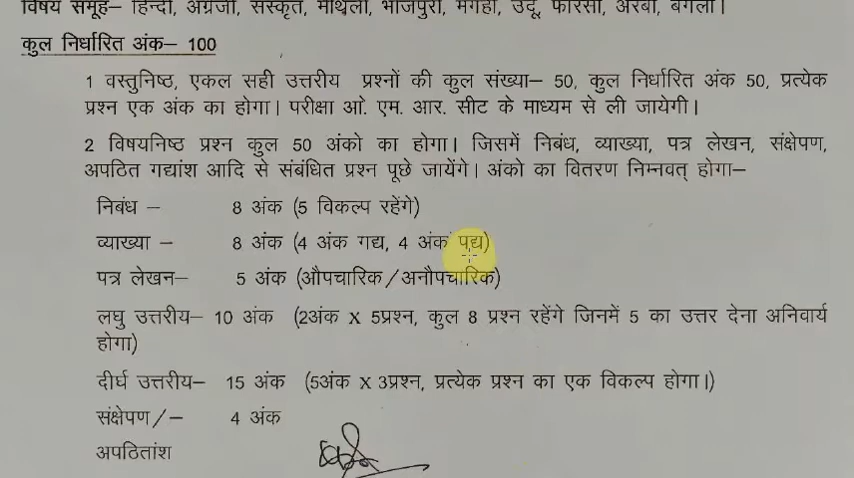 विषय समूह– हिन्दी, अंग्रेजी, संस्कृत, मैथिली, भोजपुरी, मगही, उर्दू, फारसी, अरबी, बंगला।
कुल निर्धारित अंक– 100
1 वस्तुनिष्ठ, एकल सही उत्तरीय प्रश्नों की कुल संख्या– 50, कुल निर्धारित अंक 50, प्रत्येक
प्रश्न एक अंक का होगा। परीक्षा ओ. एम. आर. सीट के माध्यम से ली जायेगी।
2 विषयनिष्ठ प्रश्न कुल 50 अंको का होगा। जिसमें निबंध, व्याख्या, पत्र लेखन, संक्षेपण,
अपठित गद्यांश आदि से संबंधित प्रश्न पूछे जायेंगे। अंको का वितरण निम्नवत् होगा–
निबंध – 8 अंक (5 विकल्प रहेंगे)
व्याख्या – 8 अंक (4 अंक गद्य, 4 अंक पद्य)
पत्र लेखन– 5 अंक (औपचारिक/अनौपचारिक)
लघु उत्तरीय– 10 अंक (2अंक X 5प्रश्न, कुल 8 प्रश्न रहेंगे जिनमें 5 का उत्तर देना अनिवार्य
होगा)
दीर्घ उत्तरीय– 15 अंक (5अंक X 3प्रश्न, प्रत्येक प्रश्न का एक विकल्प होगा।)
संक्षेपण/– 4 अंक
अपठितांश